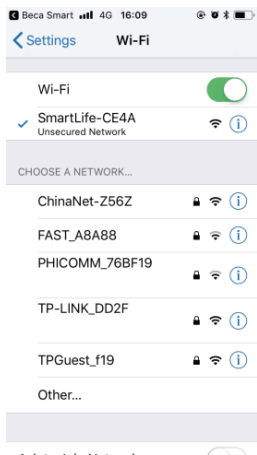 Beca Smart 4G 16:09
Settings Wi-Fi
Wi-Fi
SmartLife-CE4A
Unsecured Network
CHOOSE A NETWORK...
ChinaNet-Z56Z
FAST_A8A88
PHICOMM_76BF19
TP-LINK_DD2F
TPGuest_f19
Other...